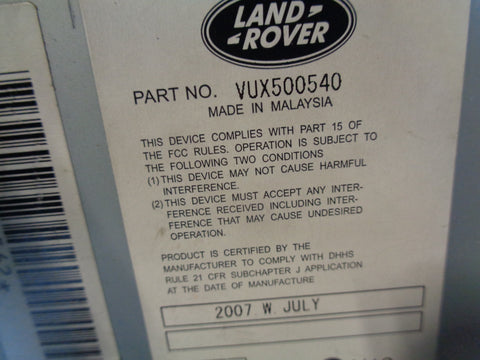 LAND
ROVER
PART NO. VUX500540
MADE IN MALAYSIA
THIS DEVICE COMPLIES WITH PART 15 OF
THE FCC RULES. OPERATION IS SUBJECT TO
THE FOLLOWING TWO CONDITIONS
(1) THIS DEVICE MAY NOT CAUSE HARMFUL
INTERFERENCE.
(2) THIS DEVICE MUST ACCEPT ANY INTER-
FERENCE RECEIVED INCLUDING INTER-
FERENCE THAT MAY CAUSE UNDESIRED
OPERATION.
PRODUCT IS CERTIFIED BY THE
MANUFACTURER TO COMPLY WITH DHHS
RULE 21 CFR SUBCHAPTER J APPLICATION
AT THE DATE OF MANUFACTURE
2007 W. JULY